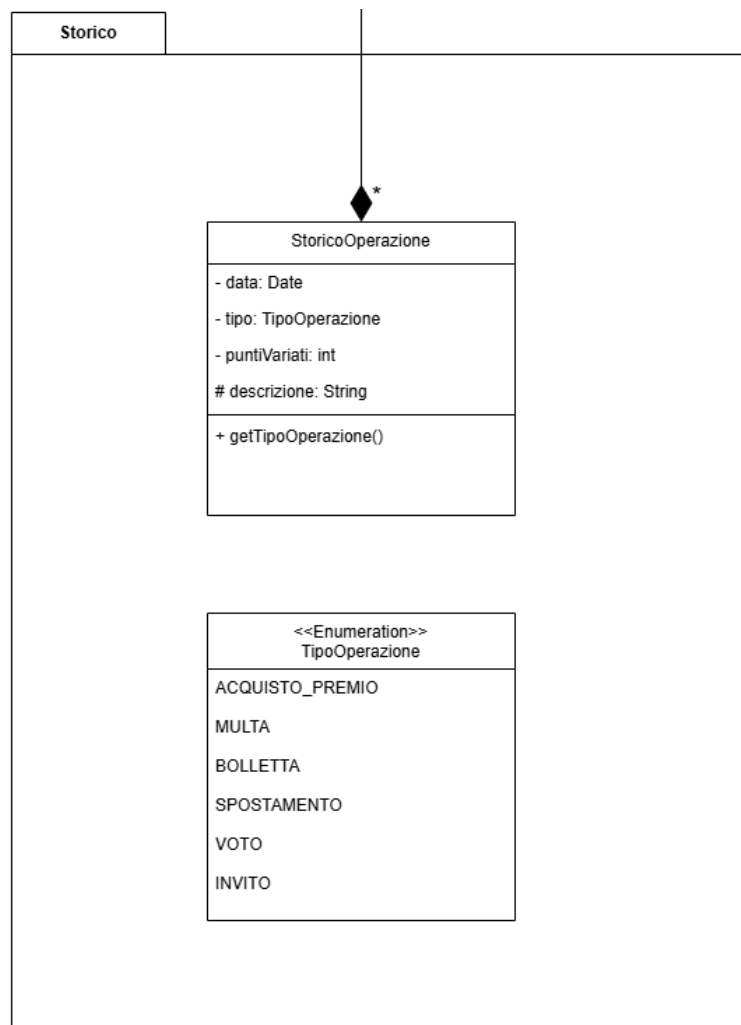 Storico
*
StoricoOperazione
- data: Date
- tipo: TipoOperazione
- puntiVariati: int
# descrizione: String
+ getTipoOperazione()
<<Enumeration>>
TipoOperazione
ACQUISTO_PREMIO
MULTA
BOLLETTA
SPOSTAMENTO
VOTO
INVITO